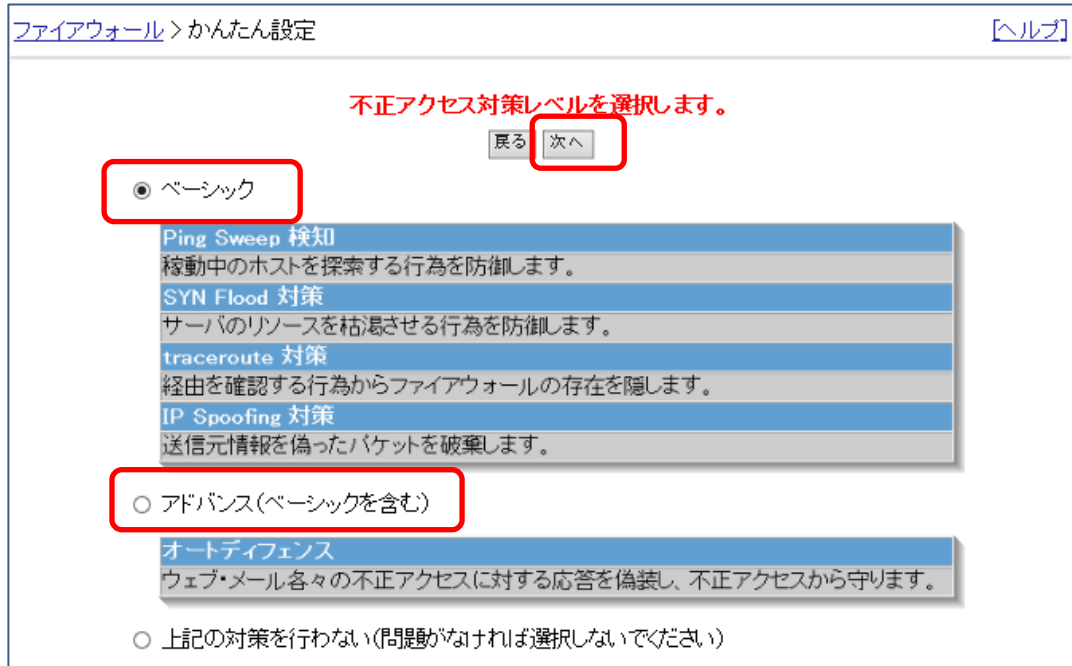 ファイアウォール > かんたん設定 [ヘルプ]
不正アクセス対策レベルを選択します。
戻る 次へ
ベーシック
Ping Sweep 検知
稼動中のホストを探索する行為を防御します。
SYN Flood 対策
サーバのリソースを枯渇させる行為を防御します。
traceroute 対策
経由を確認する行為からファイアウォールの存在を隠します。
IP Spoofing 対策
送信元情報を偽ったパケットを破棄します。
アドバンス(ベーシックを含む)
オートディフェンス
ウェブ・メール各々の不正アクセスに対する応答を偽装し、不正アクセスから守ります。
上記の対策を行わない(問題がなければ選択しないでください)